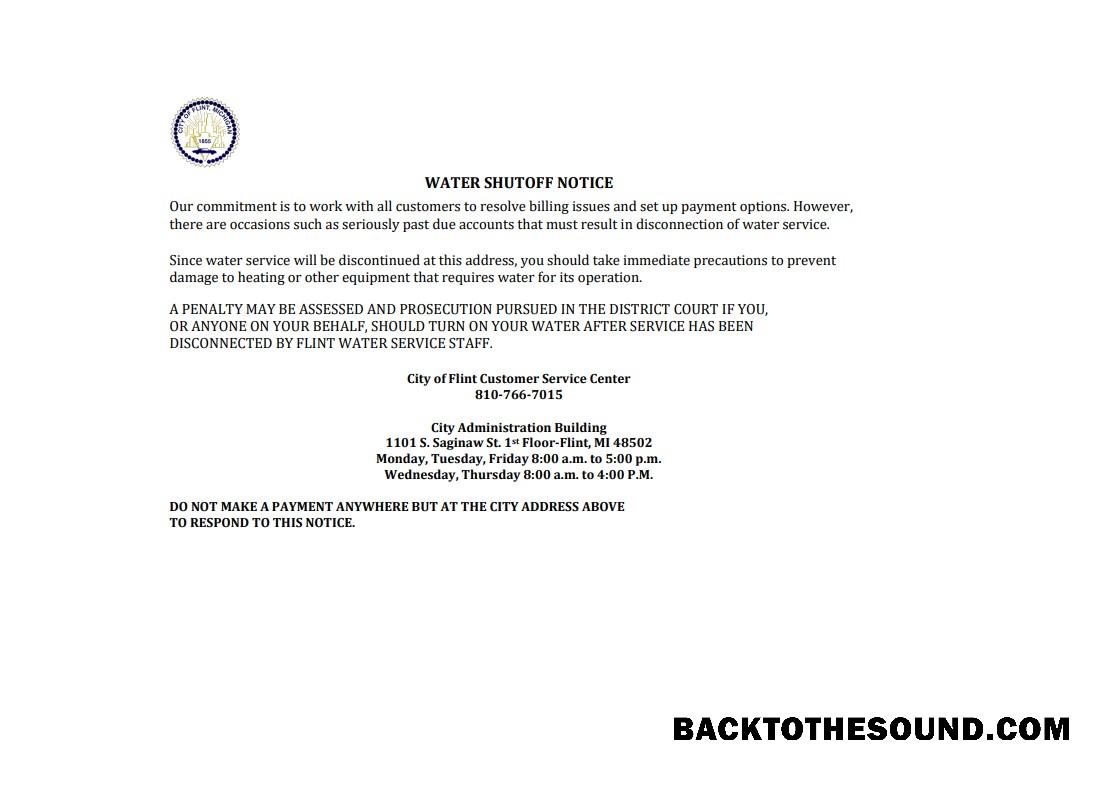 CITY OF FLINT, MICHIGAN
1855
WATER SHUTOFF NOTICE
Our commitment is to work with all customers to resolve billing issues and set up payment options. However,
there are occasions such as seriously past due accounts that must result in disconnection of water service.
Since water service will be discontinued at this address, you should take immediate precautions to prevent
damage to heating or other equipment that requires water for its operation.
A PENALTY MAY BE ASSESSED AND PROSECUTION PURSUED IN THE DISTRICT COURT IF YOU,
OR ANYONE ON YOUR BEHALF, SHOULD TURN ON YOUR WATER AFTER SERVICE HAS BEEN
DISCONNECTED BY FLINT WATER SERVICE STAFF.
City of Flint Customer Service Center
810-766-7015
City Administration Building
1101 S. Saginaw St. 1st Floor-Flint, MI 48502
Monday, Tuesday, Friday 8:00 a.m. to 5:00 p.m.
Wednesday, Thursday 8:00 a.m. to 4:00 P.M.
DO NOT MAKE A PAYMENT ANYWHERE BUT AT THE CITY ADDRESS ABOVE
TO RESPOND TO THIS NOTICE.
BACKTOTHESOUND.COM